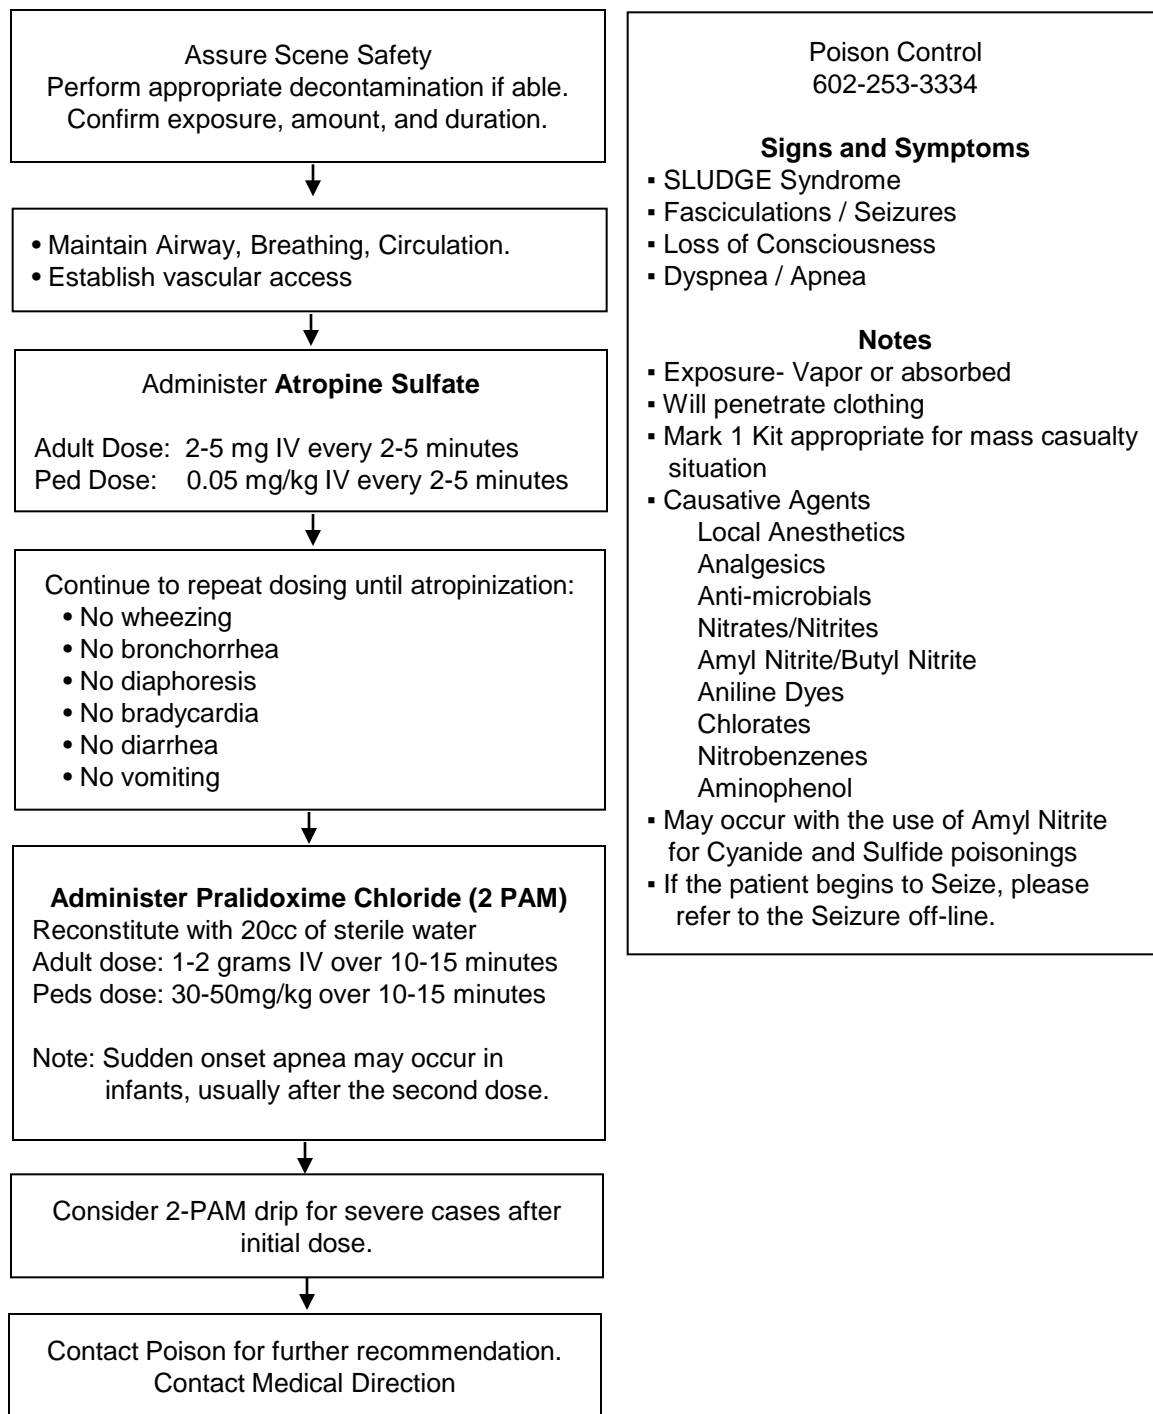 Assure Scene Safety
Perform appropriate decontamination if able.
Confirm exposure, amount, and duration.
• Maintain Airway, Breathing, Circulation.
• Establish vascular access
Administer Atropine Sulfate
Adult Dose: 2-5 mg IV every 2-5 minutes
Ped Dose: 0.05 mg/kg IV every 2-5 minutes
Continue to repeat dosing until atropinization:
• No wheezing
• No bronchorrhea
• No diaphoresis
• No bradycardia
• No diarrhea
• No vomiting
Administer Pralidoxime Chloride (2 PAM)
Reconstitute with 20cc of sterile water
Adult dose: 1-2 grams IV over 10-15 minutes
Peds dose: 30-50mg/kg over 10-15 minutes
Note: Sudden onset apnea may occur in
infants, usually after the second dose.
Consider 2-PAM drip for severe cases after
initial dose.
Contact Poison for further recommendation.
Contact Medical Direction
Poison Control
602-253-3334
Signs and Symptoms
▪ SLUDGE Syndrome
▪ Fasciculations / Seizures
▪ Loss of Consciousness
▪ Dyspnea / Apnea
Notes
▪ Exposure- Vapor or absorbed
▪ Will penetrate clothing
▪ Mark 1 Kit appropriate for mass casualty
situation
▪ Causative Agents
Local Anesthetics
Analgesics
Anti-microbials
Nitrates/Nitrites
Amyl Nitrite/Butyl Nitrite
Aniline Dyes
Chlorates
Nitrobenzenes
Aminophenol
▪ May occur with the use of Amyl Nitrite
for Cyanide and Sulfide poisonings
▪ If the patient begins to Seize, please
refer to the Seizure off-line.